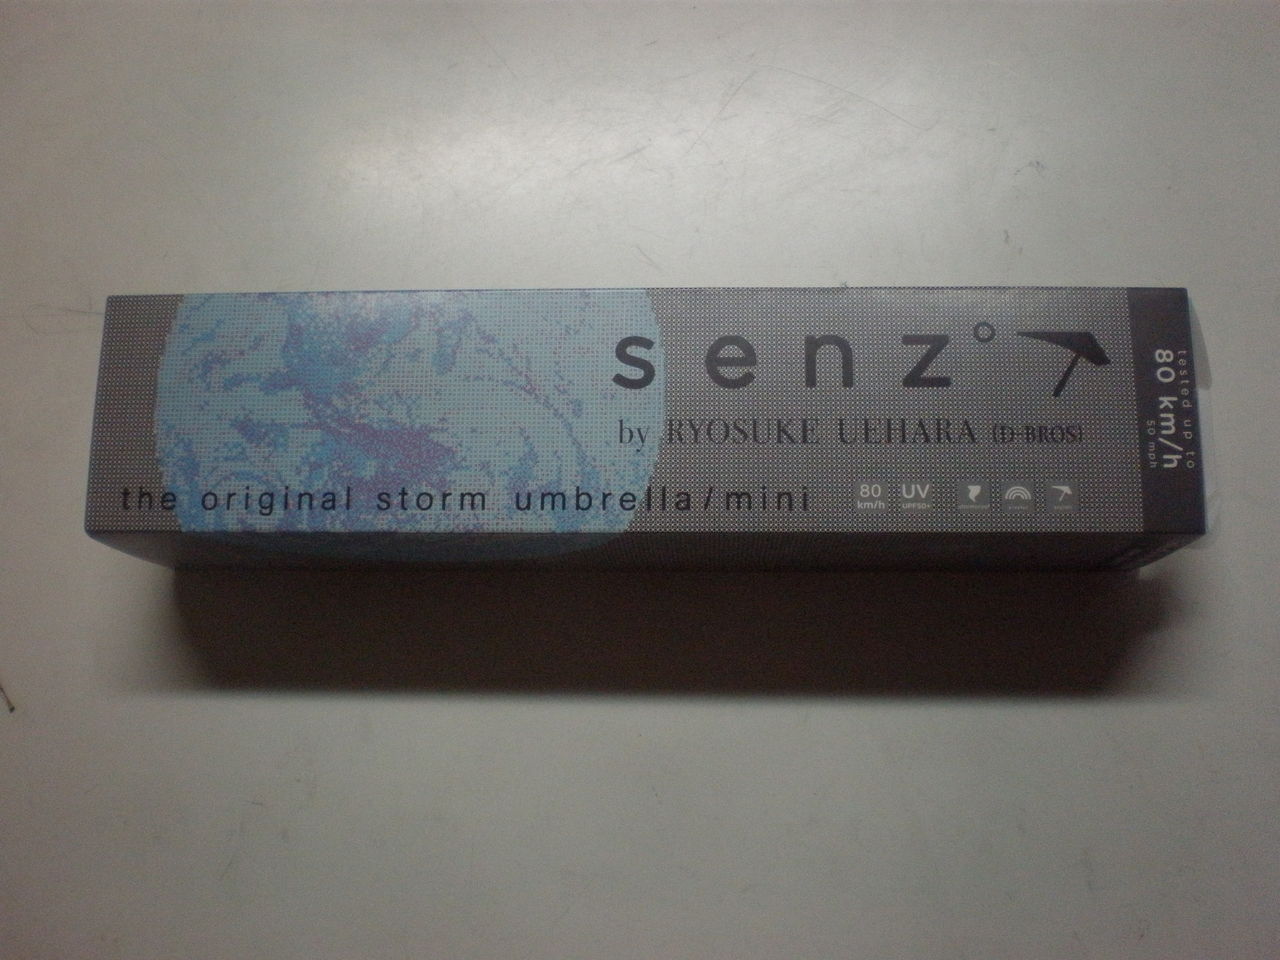 senz°
by RYOSUKE UEHARA (D-BROS)
the original storm umbrella/mini
80
km/h
UV
UPF50+
tested up to
80 km/h
50 mph